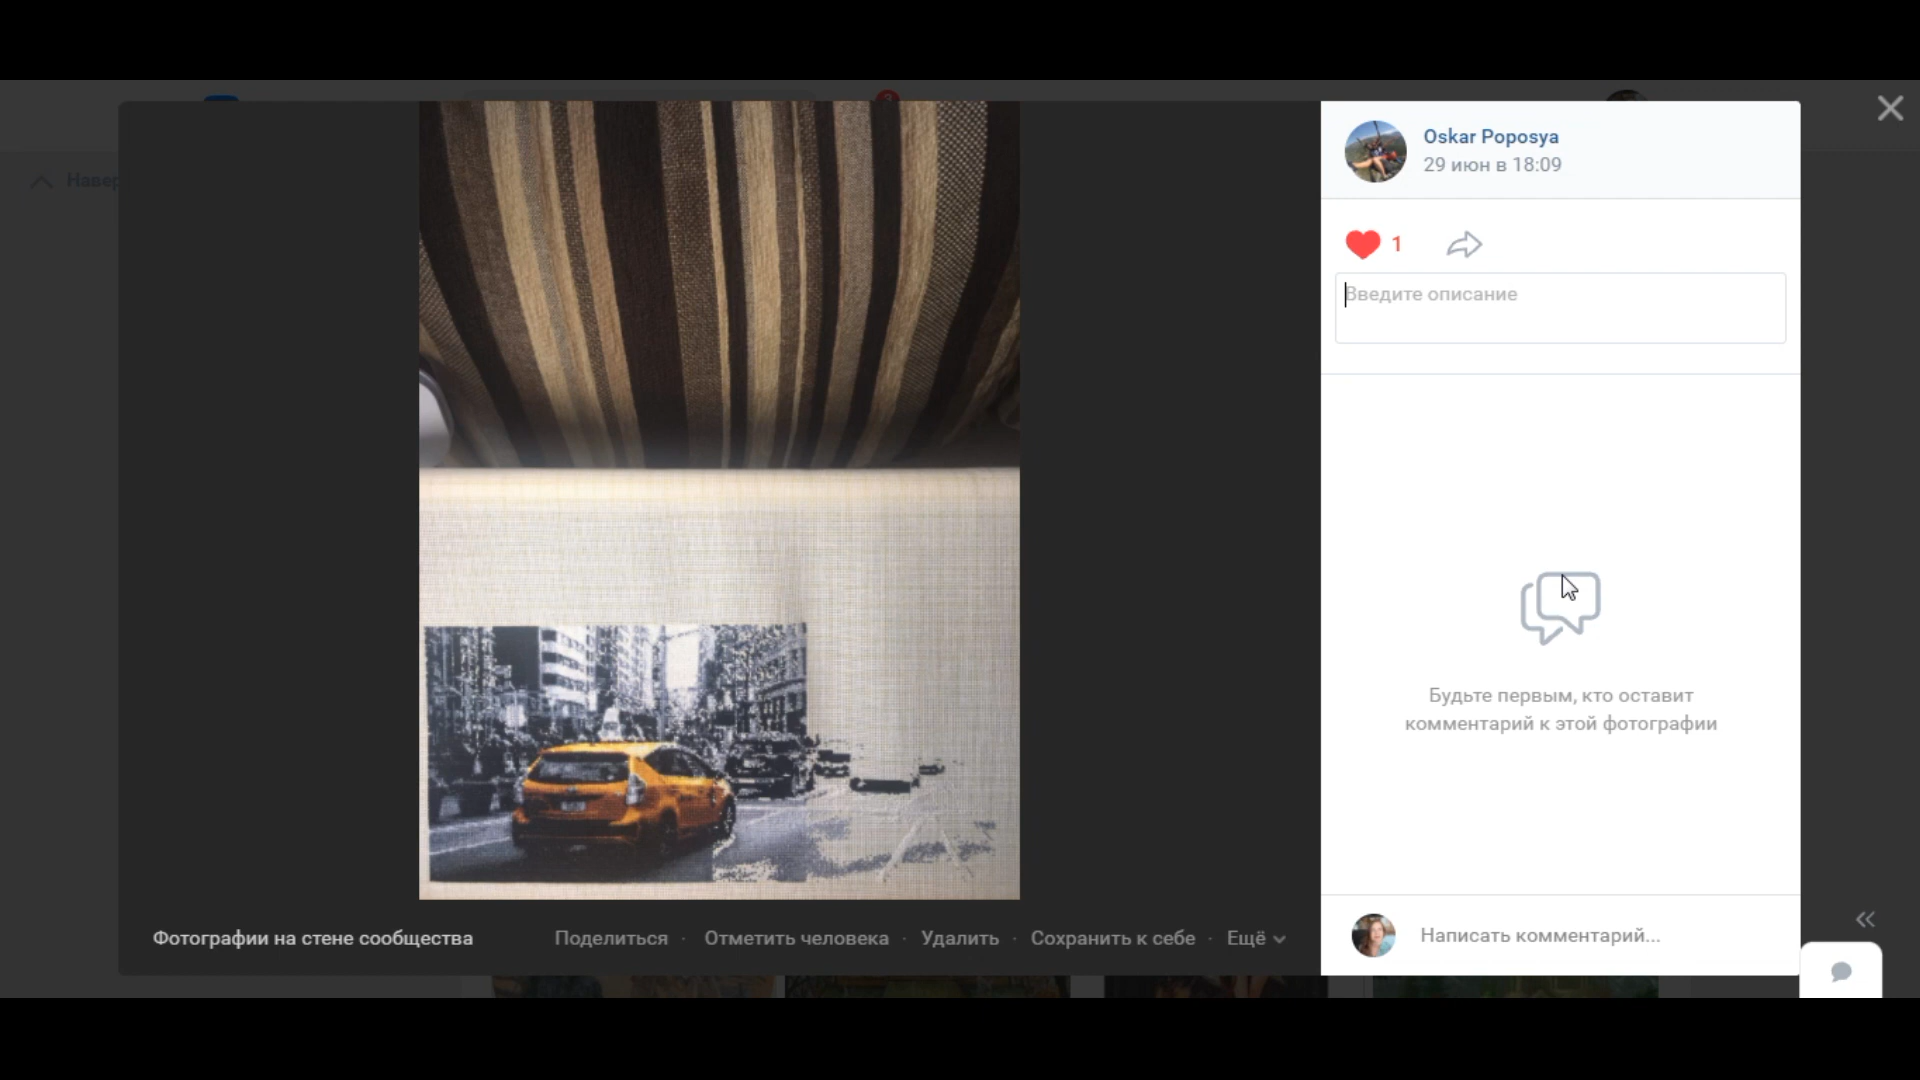 Oskar Poposya
29 июн в 18:09
1
Введите описание
Будьте первым, кто оставит
комментарий к этой фотографии
Фотографии на стене сообщества
Поделиться · Отметить человека · Удалить · Сохранить к себе · Ещё
Написать комментарий...